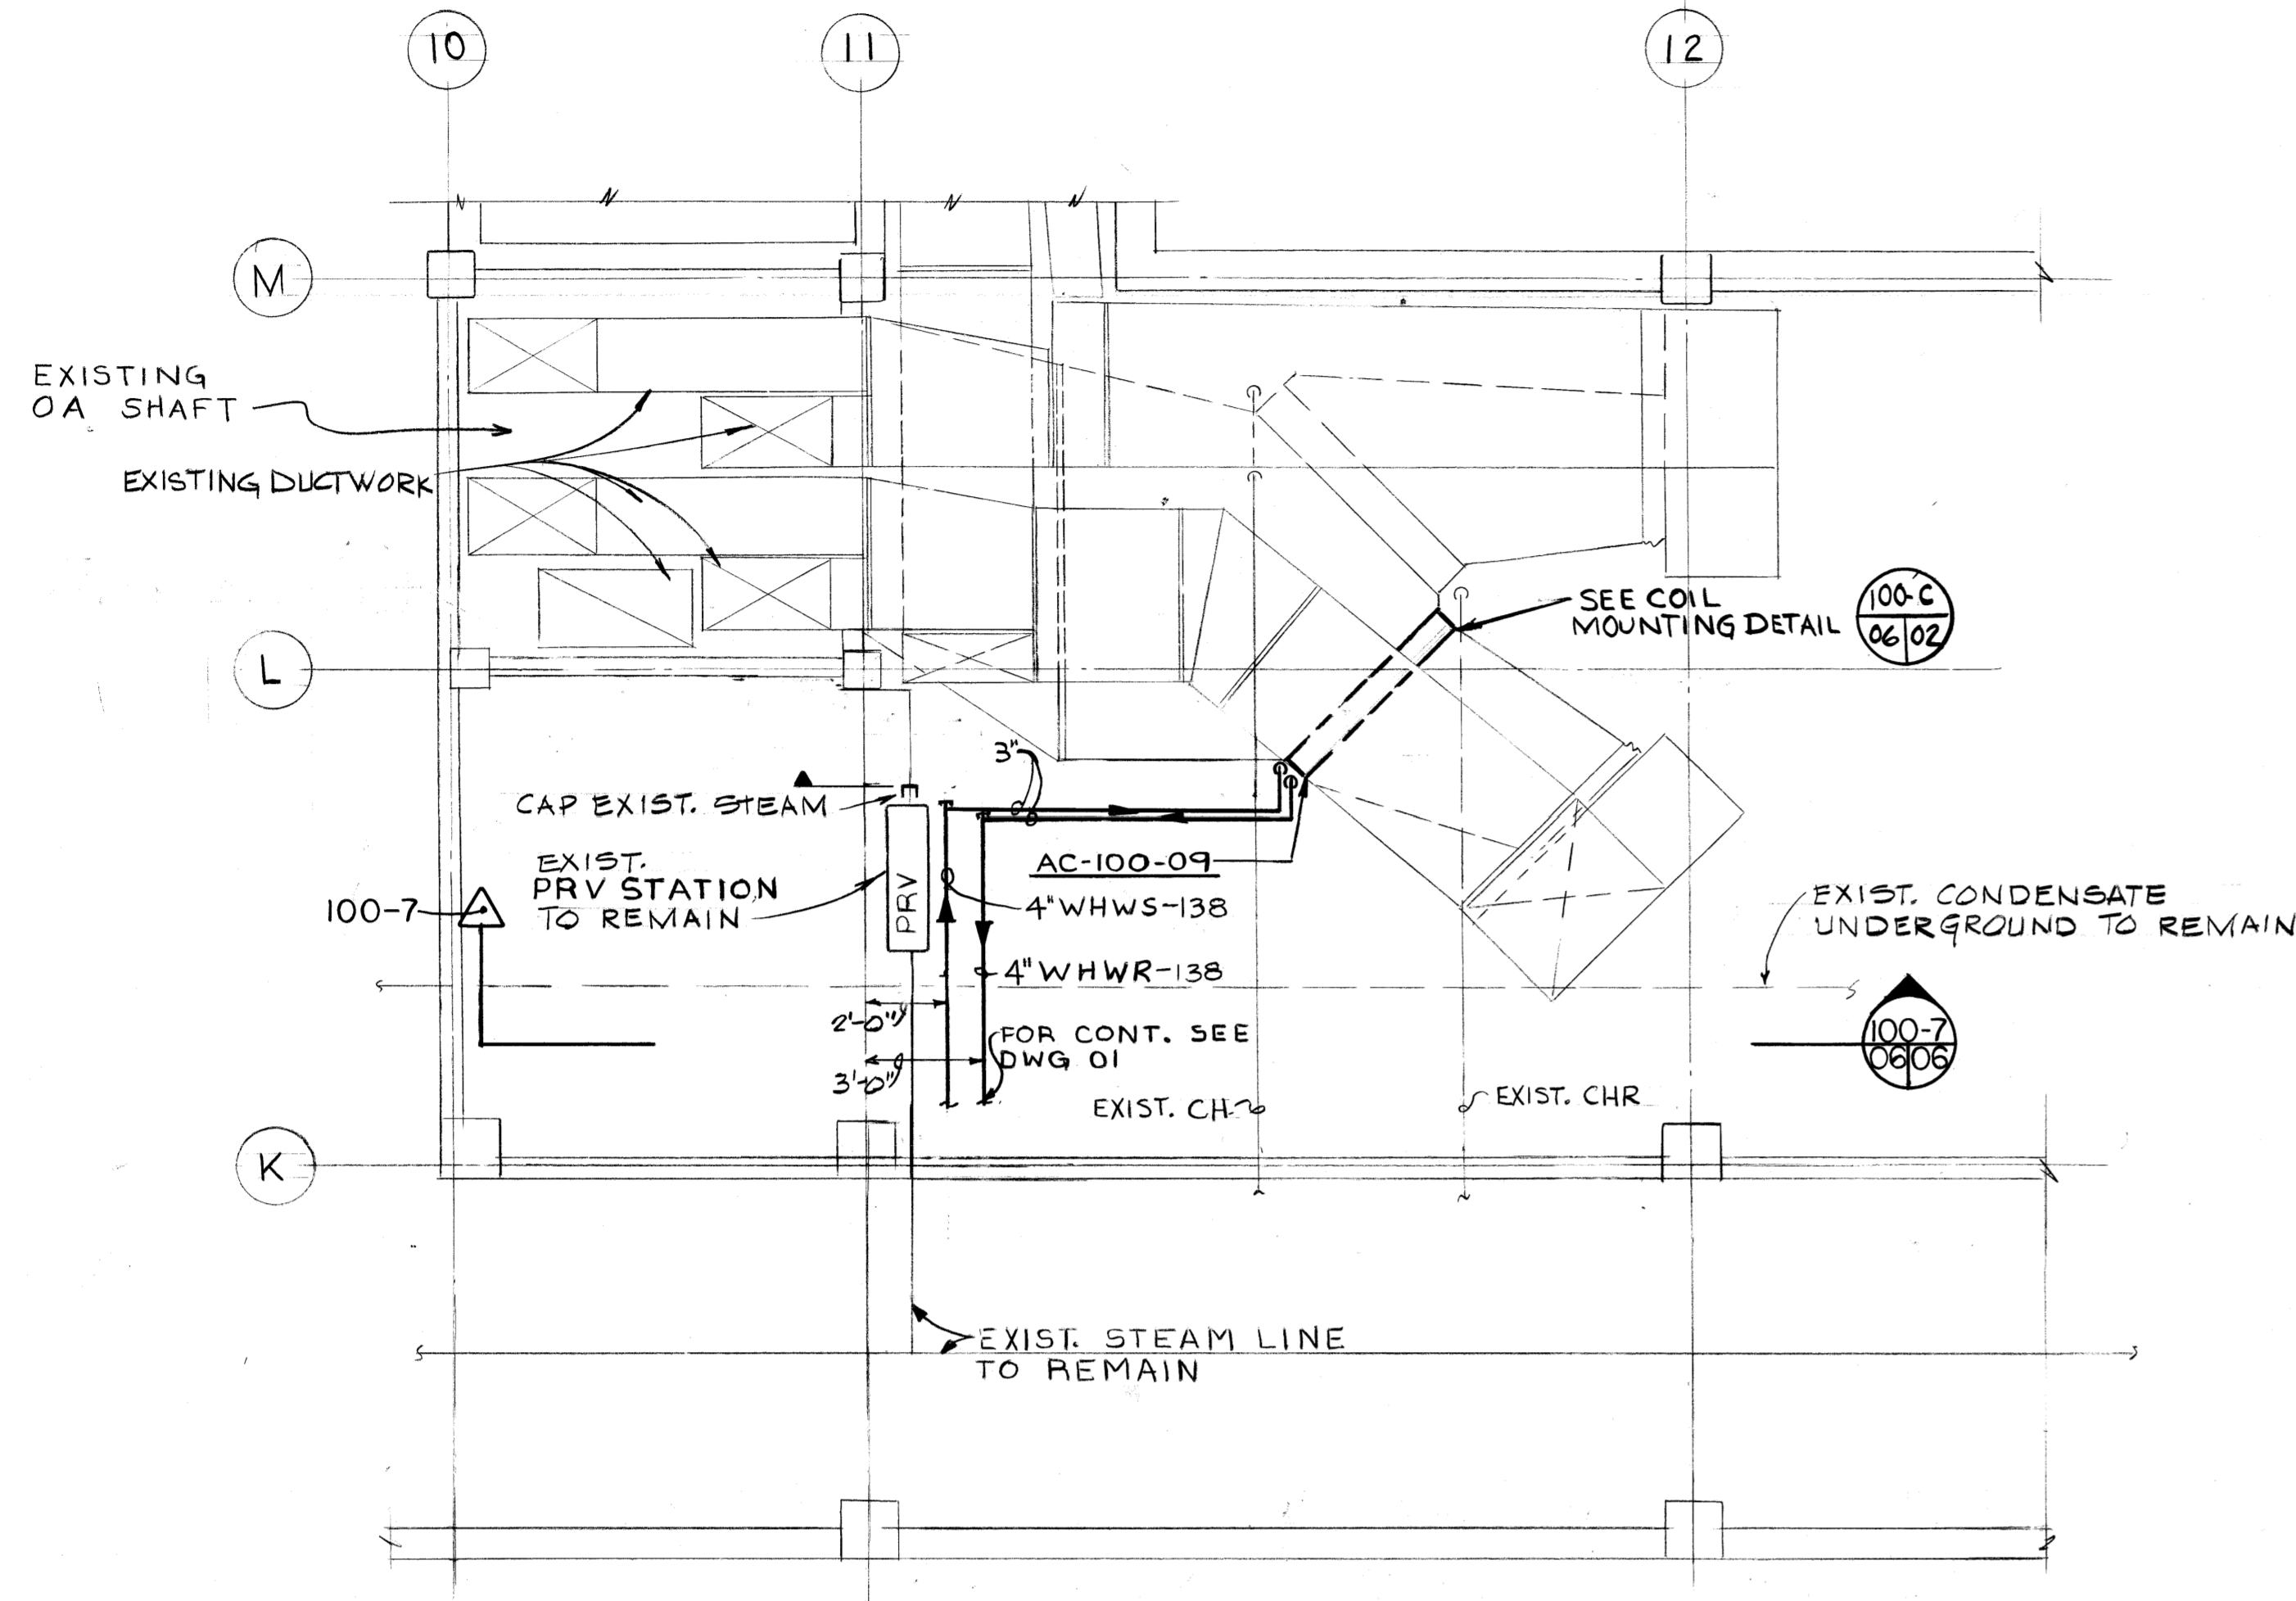 10
11
12
M
EXISTING
OA SHAFT
EXISTING DUCTWORK
SEE COIL
MOUNTING DETAIL
100-C
06 02
L
3"
CAP EXIST. STEAM
EXIST.
PRV STATION
TO REMAIN
PRV
AC-100-09
100-7
4"WHWS-138
EXIST. CONDENSATE
UNDERGROUND TO REMAIN
4"WHWR-138
2'-0"
FOR CONT. SEE
DWG 01
3'-0"
100-7
06 06
EXIST. CH
EXIST. CHR
K
EXIST. STEAM LINE
TO REMAIN